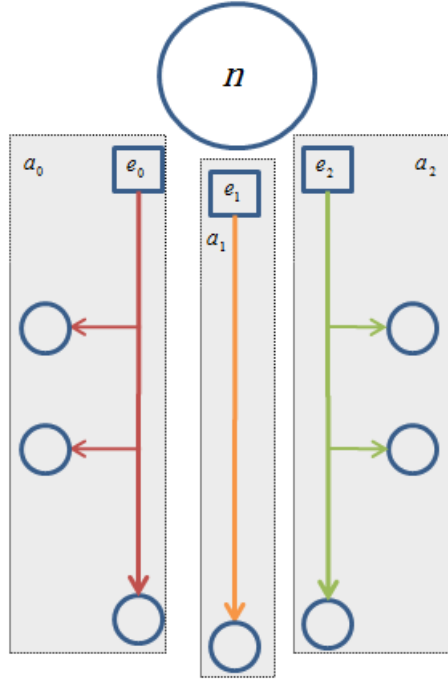 n
a₀ e₀
e₁
a₁
e₂ a₂